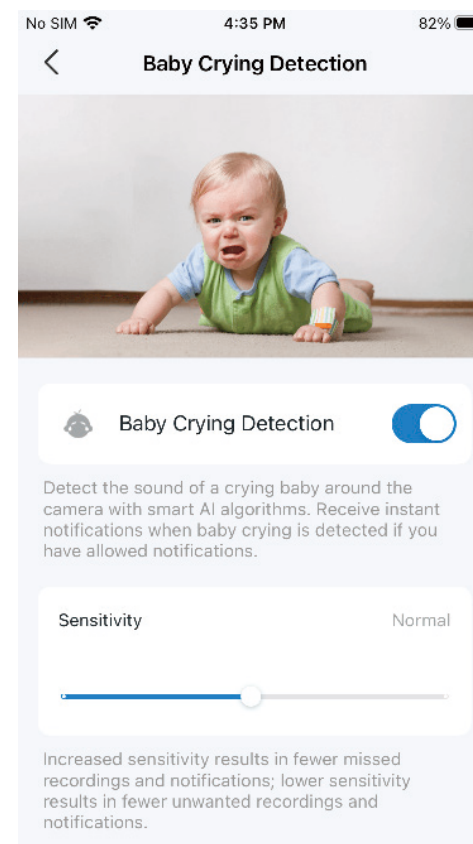 No SIM 4:35 PM 82%
Baby Crying Detection
Baby Crying Detection
Detect the sound of a crying baby around the
camera with smart AI algorithms. Receive instant
notifications when baby crying is detected if you
have allowed notifications.
Sensitivity Normal
Increased sensitivity results in fewer missed
recordings and notifications; lower sensitivity
results in fewer unwanted recordings and
notifications.